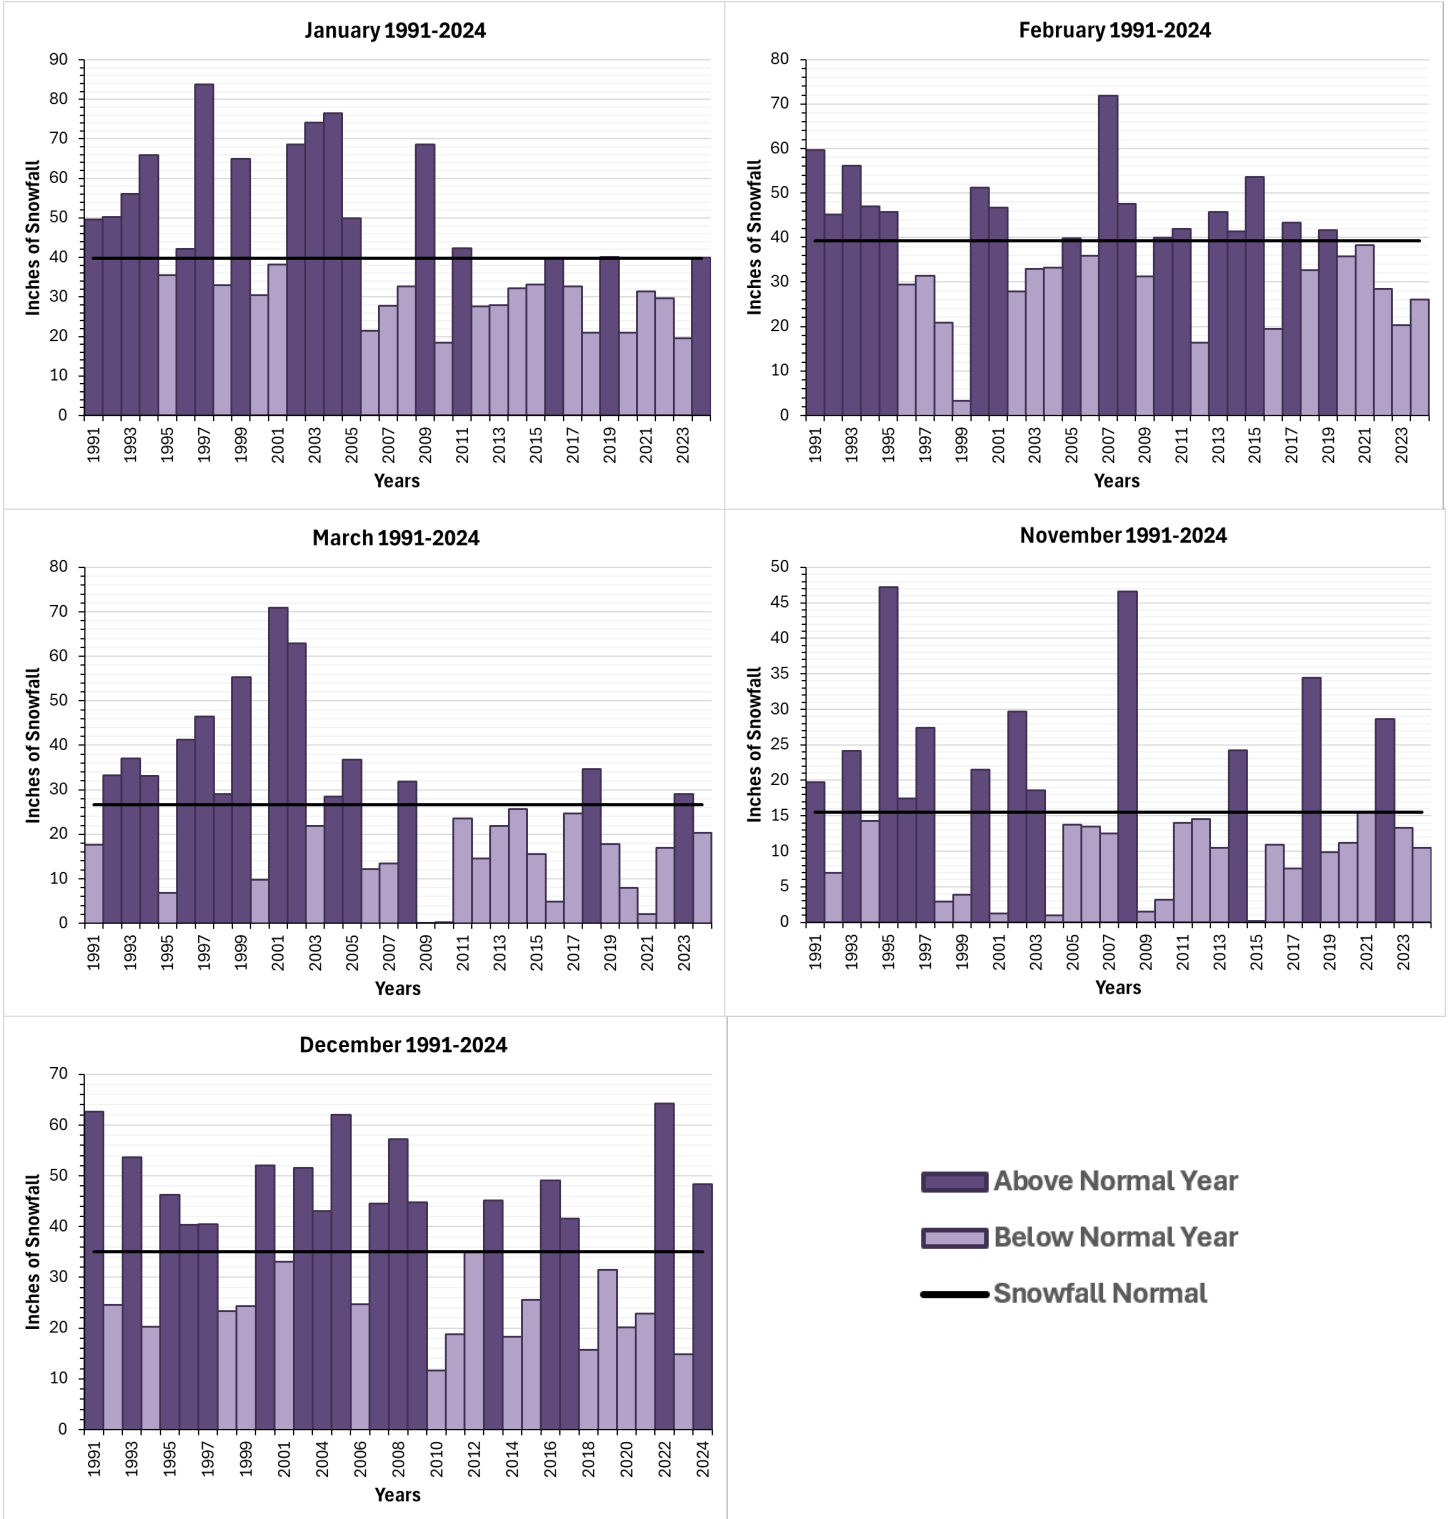 January 1991-2024
90
80
70
60
50
40
30
20
10
0
Inches of Snowfall
1991 1993 1995 1997 1999 2001 2003 2005 2007 2009 2011 2013 2015 2017 2019 2021 2023
Years
February 1991-2024
80
70
60
50
40
30
20
10
0
Inches of Snowfall
1991 1993 1995 1997 1999 2001 2003 2005 2007 2009 2011 2013 2015 2017 2019 2021 2023
Years
March 1991-2024
80
70
60
50
40
30
20
10
0
Inches of Snowfall
1991 1993 1995 1997 1999 2001 2003 2005 2007 2009 2011 2013 2015 2017 2019 2021 2023
Years
November 1991-2024
50
45
40
35
30
25
20
15
10
5
0
Inches of Snowfall
1991 1993 1995 1997 1999 2001 2003 2005 2007 2009 2011 2013 2015 2017 2019 2021 2023
Years
December 1991-2024
70
60
50
40
30
20
10
0
Inches of Snowfall
1991 1993 1995 1997 1999 2001 2004 2006 2008 2010 2012 2014 2016 2018 2020 2022 2024
Years
Above Normal Year
Below Normal Year
Snowfall Normal